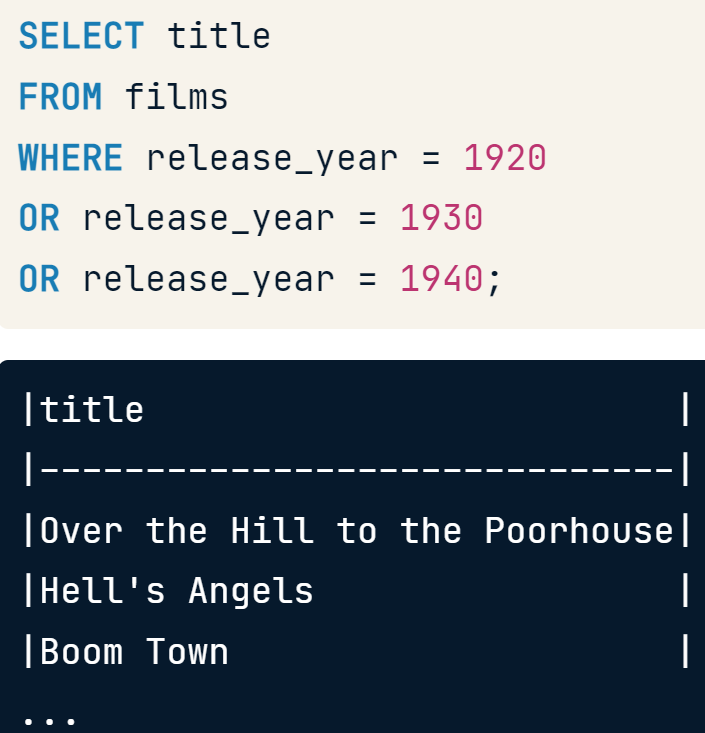 SELECT title
FROM films
WHERE release_year = 1920
OR release_year = 1930
OR release_year = 1940;
|title                         |
|------------------------------|
|Over the Hill to the Poorhouse|
|Hell's Angels                 |
|Boom Town                     |
...